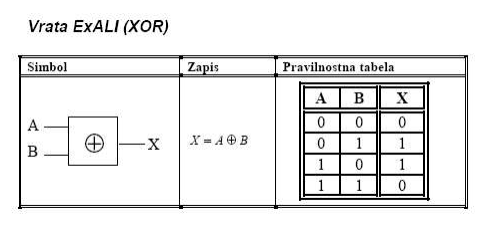 Vrata ExALI (XOR)
Simbol Zapis Pravilnostna tabela
A B X
0 0 0
0 1 1
1 0 1
1 1 0
A
B
⊕
X
X = A ⊕ B